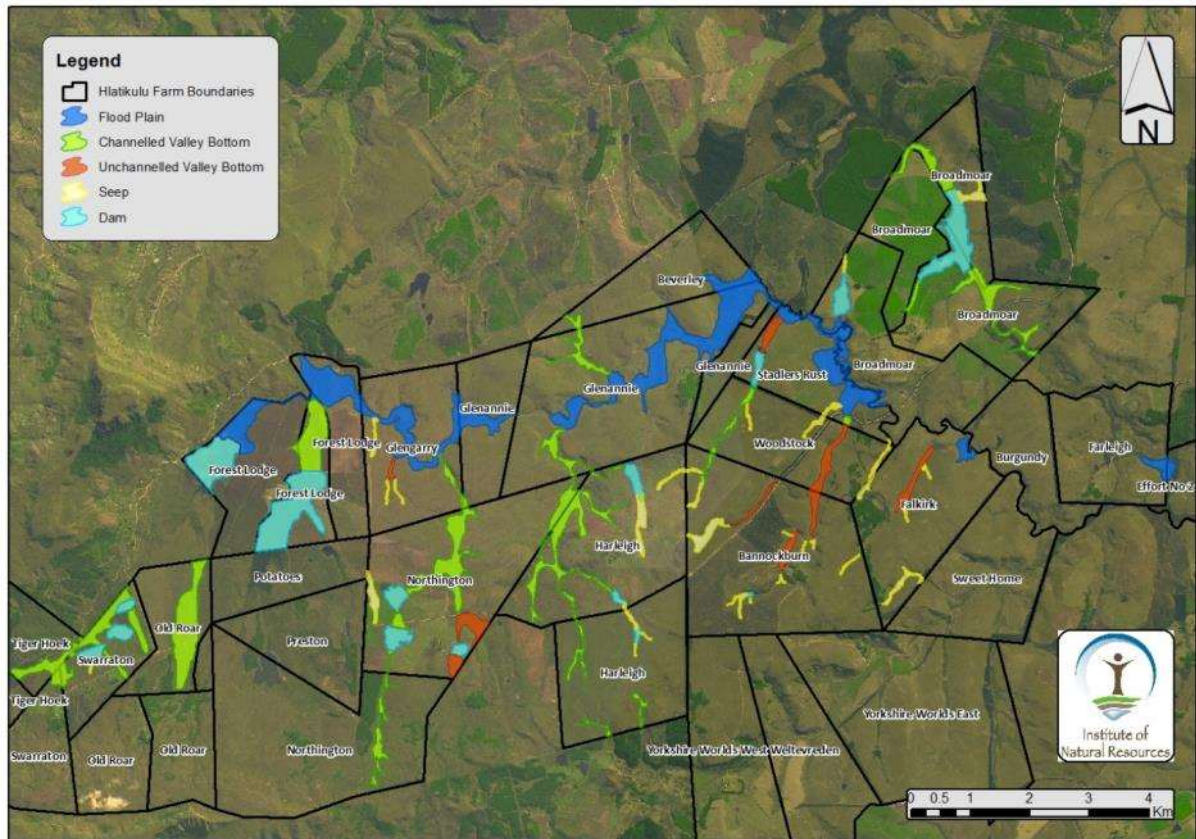 Legend
Hlatikulu Farm Boundaries
Flood Plain
Channelled Valley Bottom
Unchannelled Valley Bottom
Seep
Dam
N
Broadmoar
Broadmoar
Beverley
Broadmoar
Glenannie
Broadmoar
Stadlers Rust
Glenannie
Glenannie
Forest Lodge
Glengarry
Woodstock
Farleigh
Burgundy
Forest Lodge
Effort No 2
Forest Lodge
Falkirk
Harleigh
Bannockburn
Potatoes
Northington
Sweet Home
Old Roar
Preston
Tiger Hoek
Swarraton
Harleigh
Tiger Hoek
Yorkshire Worlds East
Swarraton
Old Roar
Old Roar
Northington
Yorkshire Worlds West
Weltevreden
Institute of
Natural Resources
0 0.5 1 2 3 4
Km